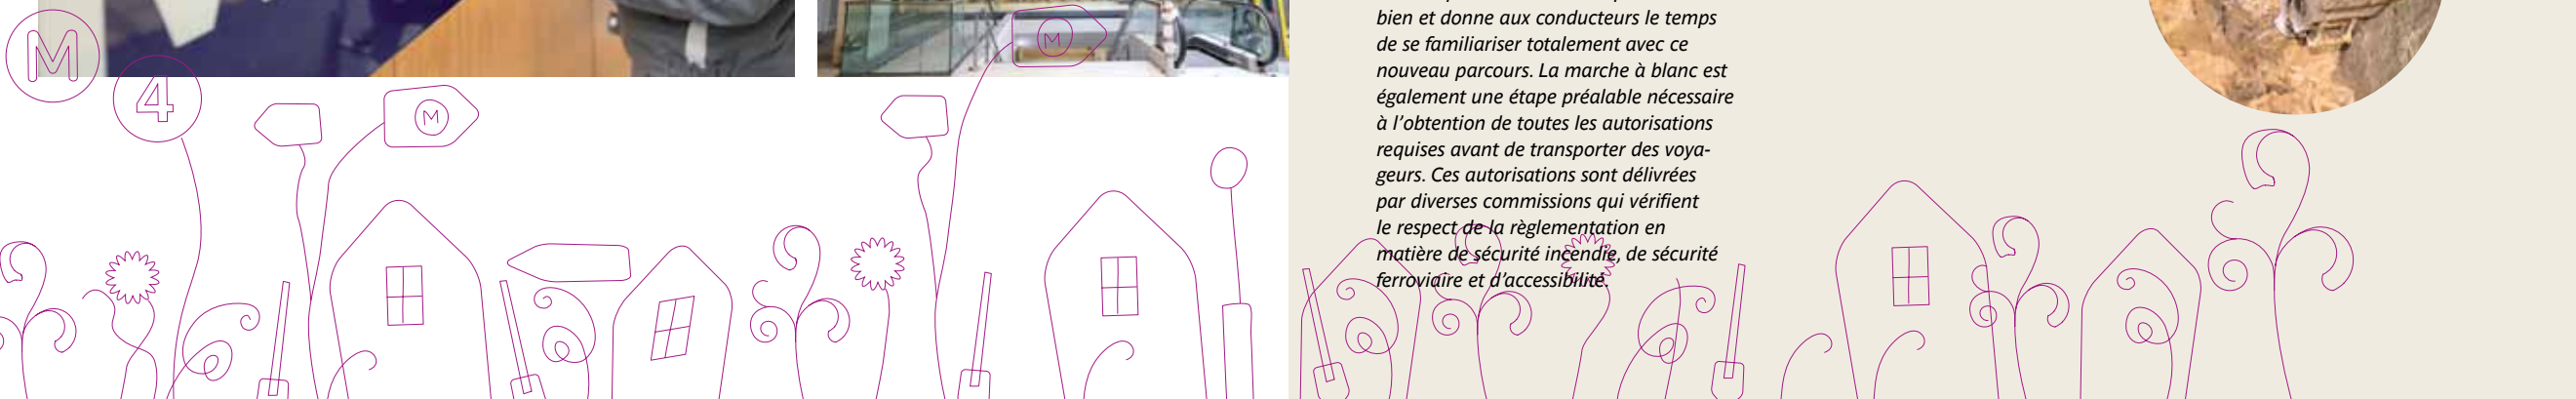 M
4
M
M
bien et donne aux conducteurs le temps
de se familiariser totalement avec ce
nouveau parcours. La marche à blanc est
également une étape préalable nécessaire
à l'obtention de toutes les autorisations
requises avant de transporter des voya-
geurs. Ces autorisations sont délivrées
par diverses commissions qui vérifient
le respect de la règlementation en
matière de sécurité incendie, de sécurité
ferroviaire et d'accessibilité.